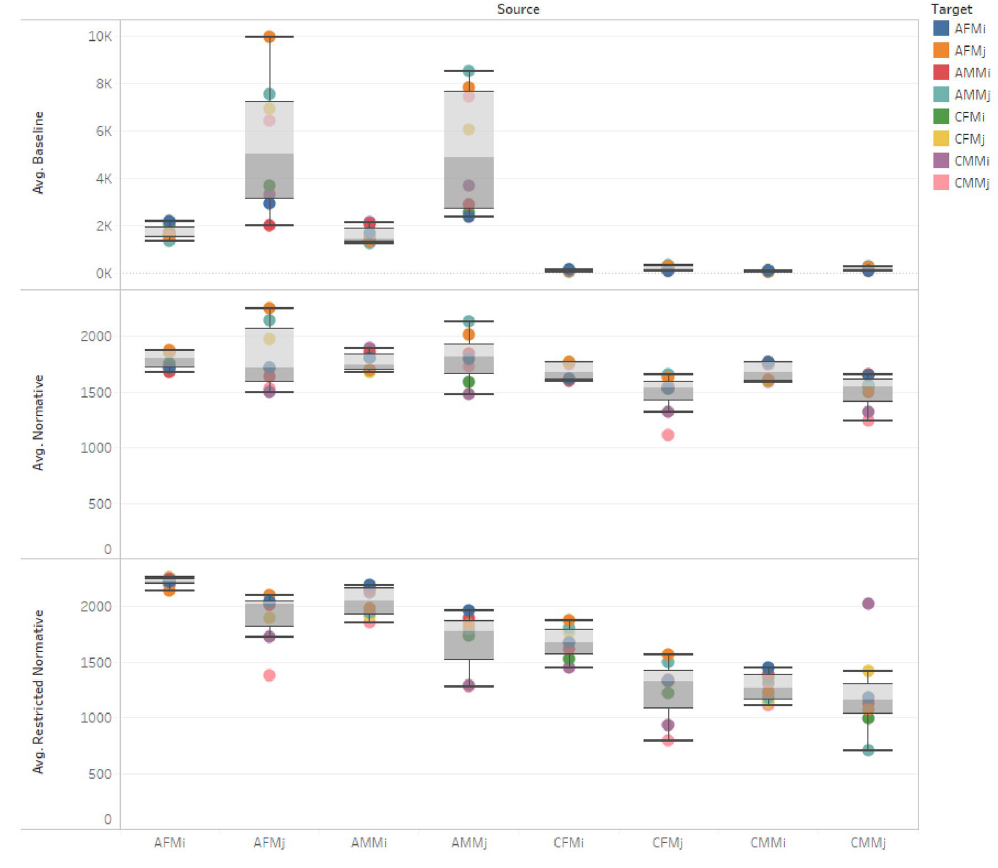 Source
Target
AFMi
AFMj
AMMi
AMMj
CFMi
CFMj
CMMi
CMMj
Avg. Baseline
10K
8K
6K
4K
2K
0K
Avg. Normative
2000
1500
1000
500
0
Avg. Restricted Normative
2000
1500
1000
500
0
AFMi AFMj AMMi AMMj CFMi CFMj CMMi CMMj